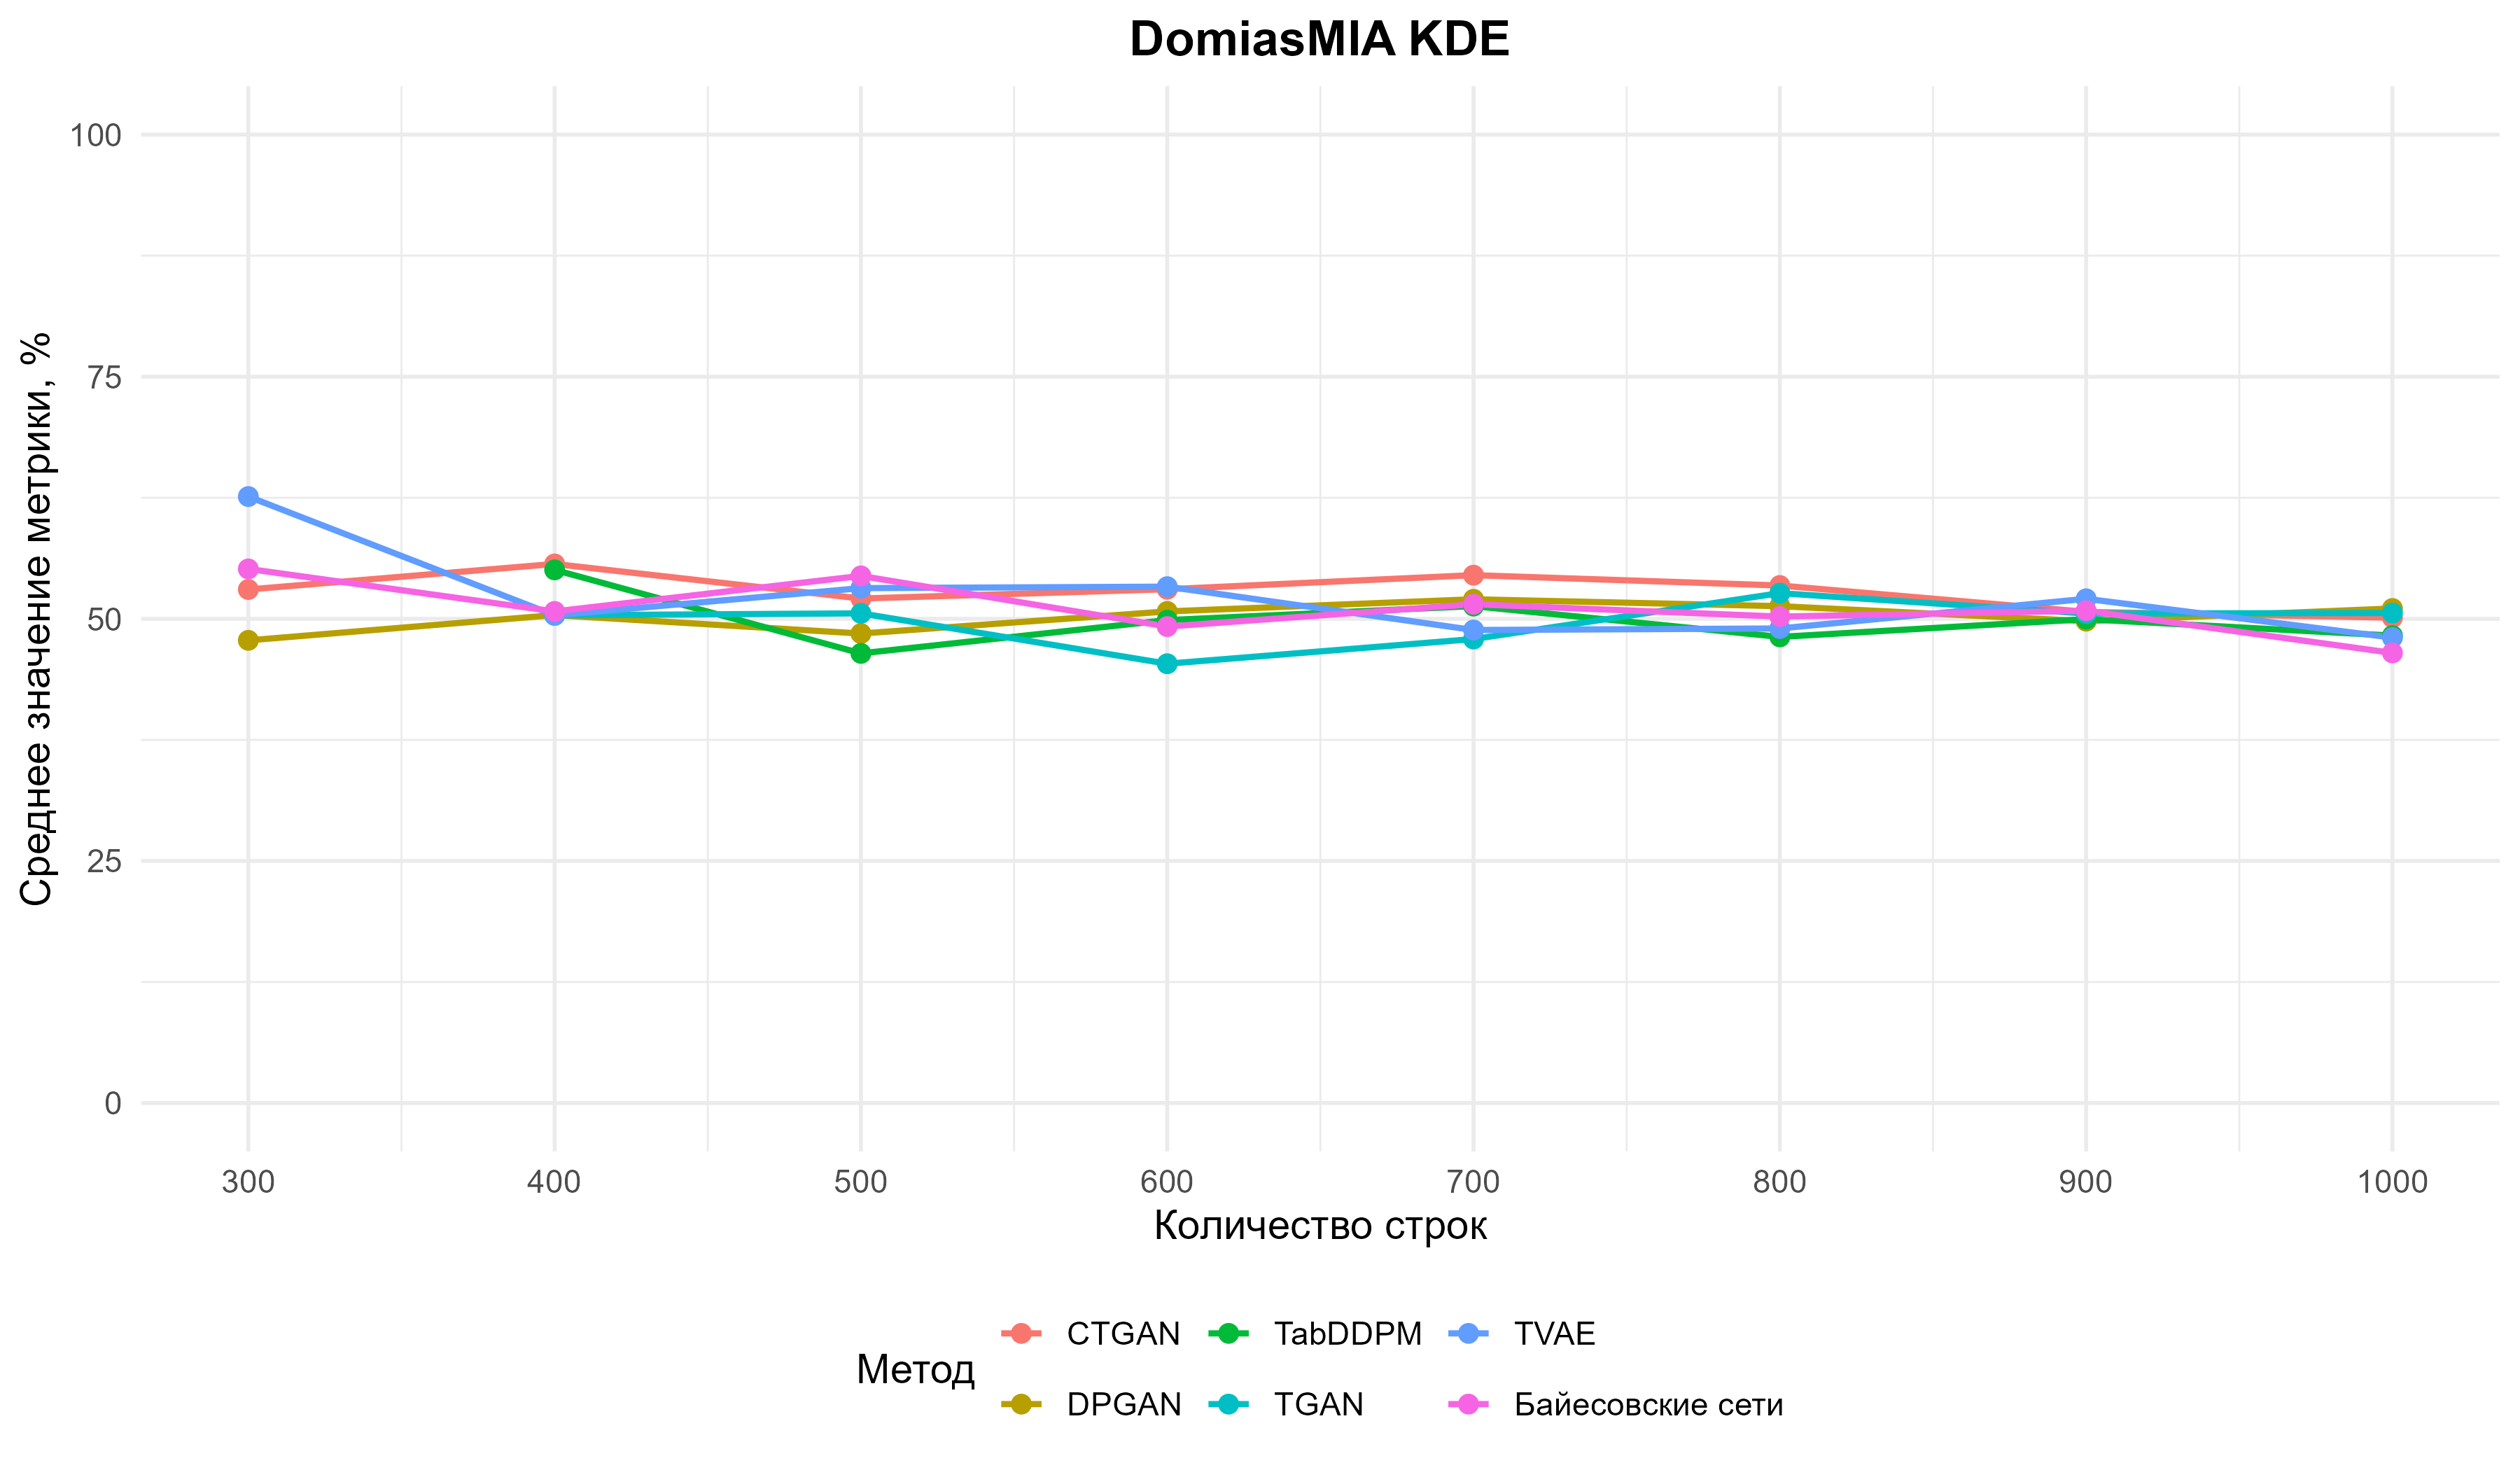 DomiasMIA KDE
Среднее значение метрики, %
100
75
50
25
0
300 400 500 600 700 800 900 1000
Количество строк
Метод
CTGAN TabDDPM TVAE
DPGAN TGAN Байесовские сети